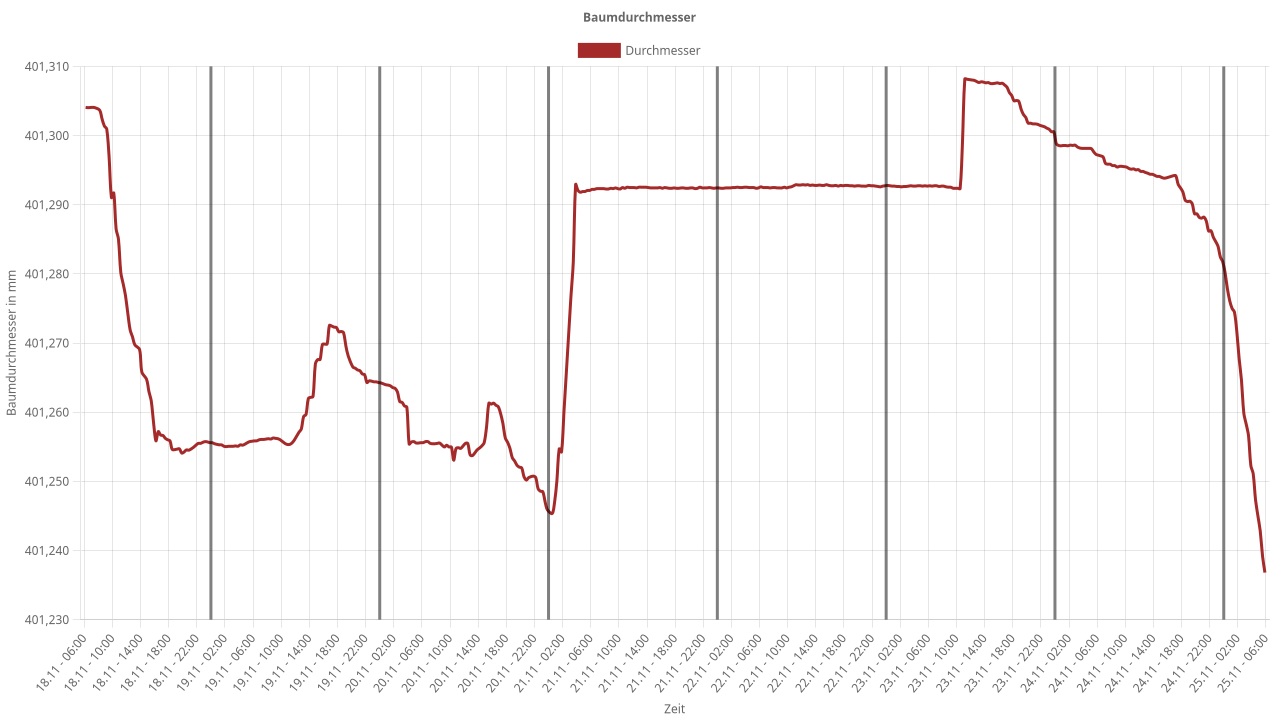 Baumdurchmesser
Durchmesser
401,310
401,300
401,290
401,280
401,270
401,260
401,250
401,240
401,230
Baumdurchmesser in mm
18.11 - 06:00
18.11 - 10:00
18.11 - 14:00
18.11 - 18:00
18.11 - 22:00
19.11 - 02:00
19.11 - 06:00
19.11 - 10:00
19.11 - 14:00
19.11 - 18:00
19.11 - 22:00
20.11 - 02:00
20.11 - 06:00
20.11 - 10:00
20.11 - 14:00
20.11 - 18:00
20.11 - 22:00
21.11 - 02:00
21.11 - 06:00
21.11 - 10:00
21.11 - 14:00
21.11 - 18:00
21.11 - 22:00
22.11 - 02:00
22.11 - 06:00
22.11 - 10:00
22.11 - 14:00
22.11 - 18:00
22.11 - 22:00
23.11 - 02:00
23.11 - 06:00
23.11 - 10:00
23.11 - 14:00
23.11 - 18:00
23.11 - 22:00
24.11 - 02:00
24.11 - 06:00
24.11 - 10:00
24.11 - 14:00
24.11 - 18:00
24.11 - 22:00
25.11 - 02:00
25.11 - 06:00
Zeit